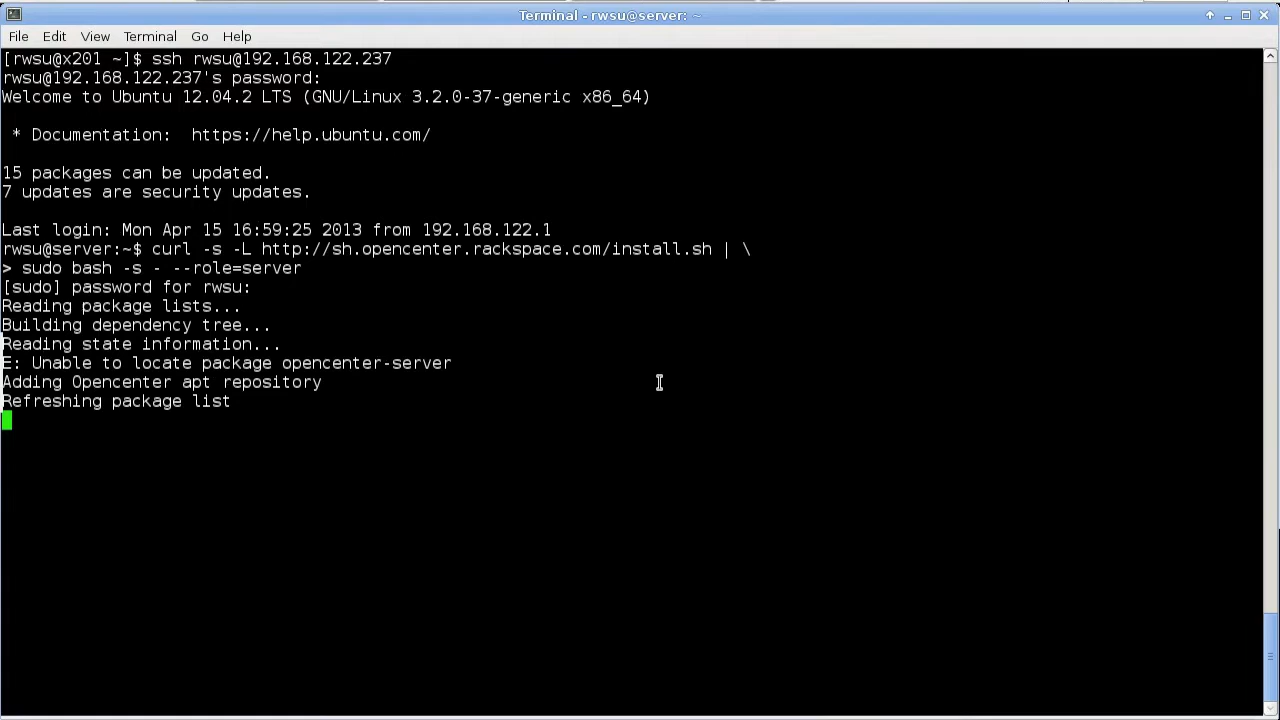 Terminal - rwsu@server: ~
File Edit View Terminal Go Help
[rwsu@x201 ~]$ ssh rwsu@192.168.122.237
rwsu@192.168.122.237's password:
Welcome to Ubuntu 12.04.2 LTS (GNU/Linux 3.2.0-37-generic x86_64)
* Documentation:  https://help.ubuntu.com/
15 packages can be updated.
7 updates are security updates.
Last login: Mon Apr 15 16:59:25 2013 from 192.168.122.1
rwsu@server:~$ curl -s -L http://sh.opencenter.rackspace.com/install.sh | \
> sudo bash -s - --role=server
[sudo] password for rwsu:
Reading package lists...
Building dependency tree...
Reading state information...
E: Unable to locate package opencenter-server
Adding Opencenter apt repository
Refreshing package list